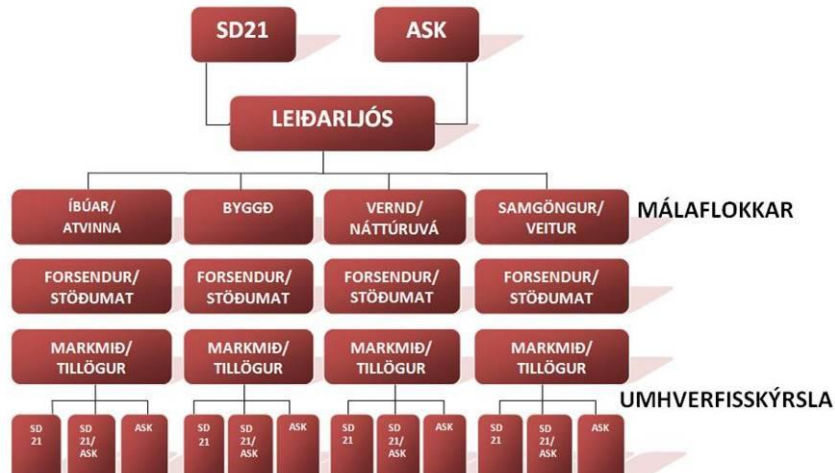 SD21
ASK
LEIÐARLJÓS
ÍBÚAR/
ATVINNA
BYGGÐ
VERND/
NÁTTÚRUVÁ
SAMGÖNGUR/
VEITUR
MÁLAFLOKKAR
FORSENDUR/
STÖÐUMAT
FORSENDUR/
STÖÐUMAT
FORSENDUR/
STÖÐUMAT
FORSENDUR/
STÖÐUMAT
MARKMIÐ/
TILLÖGUR
MARKMIÐ/
TILLÖGUR
MARKMIÐ/
TILLÖGUR
MARKMIÐ/
TILLÖGUR
UMHVERFISSKÝRSLA
SD
21
SD
21/
ASK
ASK
SD
21
SD
21/
ASK
ASK
SD
21
SD
21/
ASK
ASK
SD
21
SD
21/
ASK
ASK